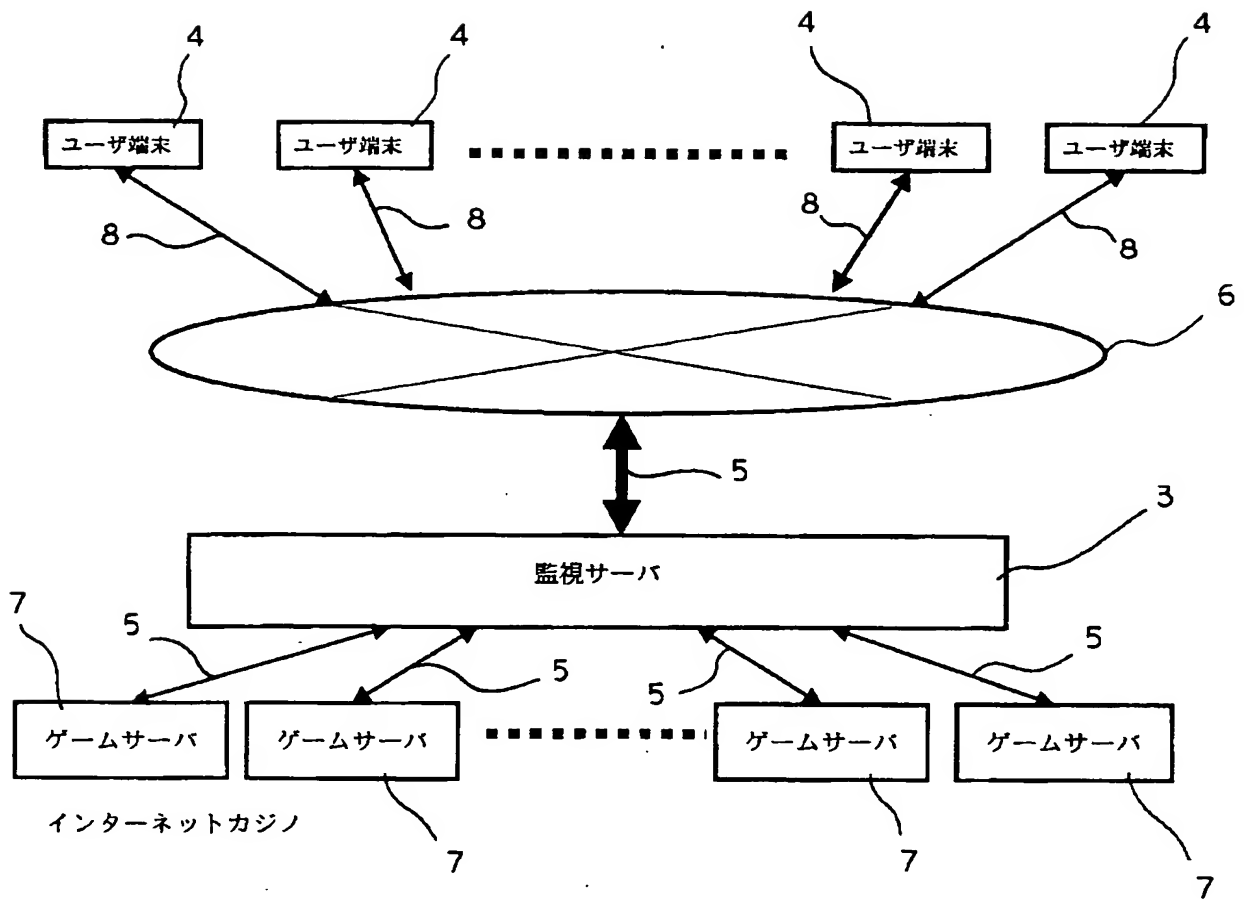 4 4 4 4
ユーザ端末 ユーザ端末 ユーザ端末 ユーザ端末
8 8 8 8
6
5
3
監視サーバ
7 5 5 5 5
ゲームサーバ ゲームサーバ ゲームサーバ ゲームサーバ
インターネットカジノ
7 7 7